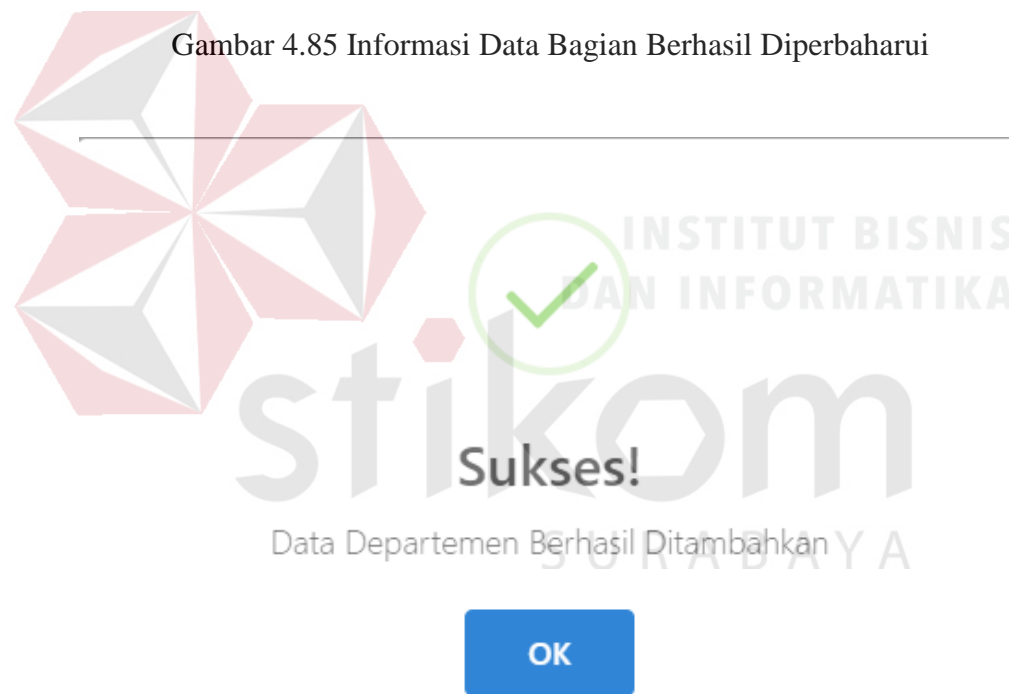 Gambar 4.85 Informasi Data Bagian Berhasil Diperbaharui
INSTITUT BISNIS
DAN INFORMATIKA
stikom
SURABAYA
Sukses!
Data Departemen Berhasil Ditambahkan
OK